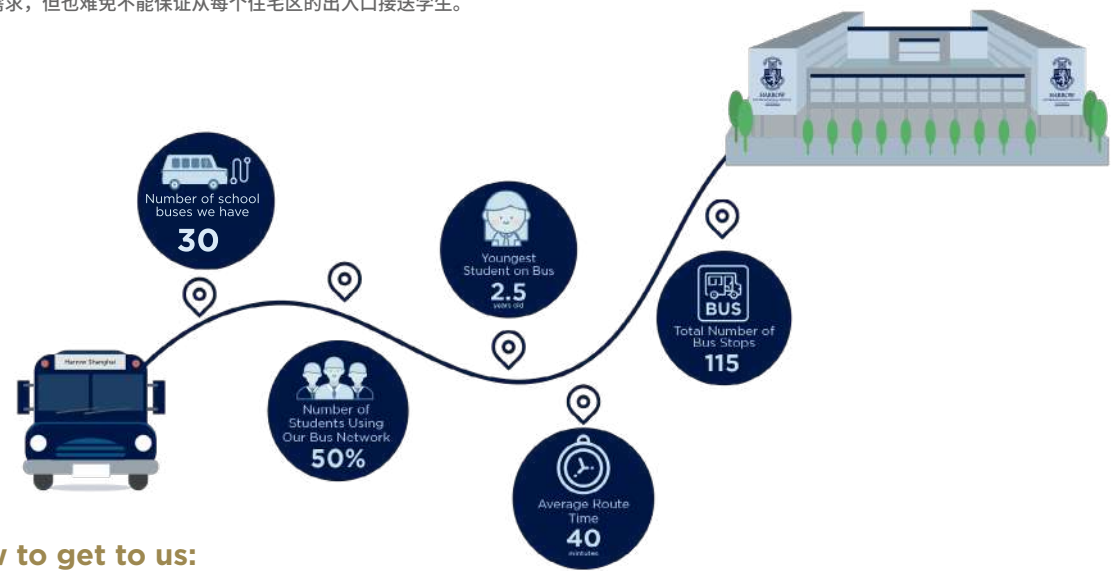 需求，但也难免不能保证从每个住宅区的出入口接送学生。
HARROW
HARROW
Number of school
buses we have
30
Youngest
Student on Bus
2.5
years old
BUS
Total Number of
Bus Stops
115
Harrow Shanghai
Number of
Students Using
Our Bus Network
50%
Average Route
Time
40
mintutes
to get to us: